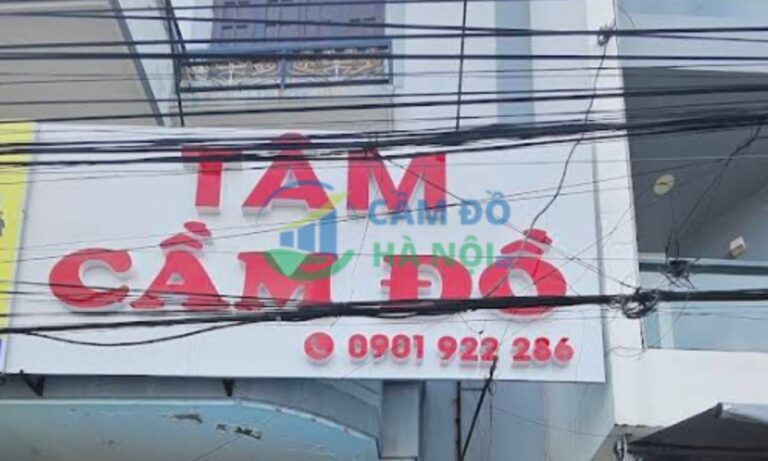 TÂM
CẦM ĐỒ
0901 922 286
CẦM ĐỒ
HÀ NỘI